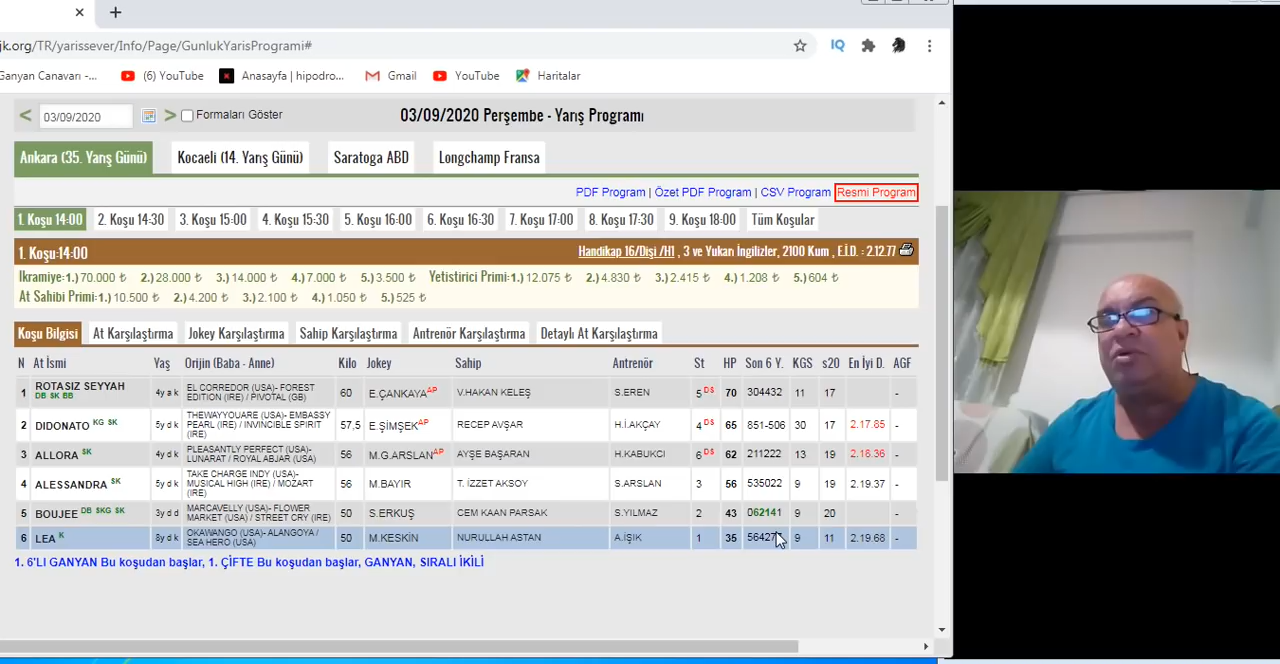 jk.org/TR/yarissever/Info/Page/GunlukYarisProgrami#
IQ
Ganyan Canavarı -...
(6) YouTube
Anasayfa | hipodro...
Gmail
YouTube
Haritalar
03/09/2020
Formaları Göster
03/09/2020 Perşembe - Yarış Programı
Ankara (35. Yarış Günü)
Kocaeli (14. Yarış Günü)
Saratoga ABD
Longchamp Fransa
PDF Program | Özet PDF Program | CSV Program
Resmi Program
1. Koşu 14:00
2. Koşu 14:30
3. Koşu 15:00
4. Koşu 15:30
5. Koşu 16:00
6. Koşu 16:30
7. Koşu 17:00
8. Koşu 17:30
9. Koşu 18:00
Tüm Koşular
1. Koşu:14:00
Handikap 16/Dişi /H1 , 3 ve Yukarı İngilizler, 2100 Kum , E.İ.D. : 2.12.77
İkramiye:1.) 70.000 ₺ 2.) 28.000 ₺ 3.) 14.000 ₺ 4.) 7.000 ₺ 5.) 3.500 ₺ Yetistirici Primi:1.) 12.075 ₺ 2.) 4.830 ₺ 3.) 2.415 ₺ 4.) 1.208 ₺ 5.) 604 ₺
At Sahibi Primi:1.) 10.500 ₺ 2.) 4.200 ₺ 3.) 2.100 ₺ 4.) 1.050 ₺ 5.) 525 ₺
Koşu Bilgisi
At Karşılaştırma
Jokey Karşılaştırma
Sahip Karşılaştırma
Antrenör Karşılaştırma
Detaylı At Karşılaştırma
N At İsmi Yaş Orijin (Baba - Anne) Kilo Jokey Sahip Antrenör St HP Son 6 Y. KGS s20 En İyi D. AGF
1 ROTASIZ SEYYAH DB SK BB 4y a k EL CORREDOR (USA)- FOREST EDITION (IRE) / PIVOTAL (GB) 60 E.ÇANKAYA AP V.HAKAN KELEŞ S.EREN 5 DS 70 304432 11 17 -
2 DIDONATO KG SK 5y d k THEWAYYOUARE (USA)- EMBASSY PEARL (IRE) / INVINCIBLE SPIRIT (IRE) 57,5 E.ŞİMŞEK AP RECEP AVŞAR H.İ.AKÇAY 4 DS 65 851-506 30 17 2.17.85 -
3 ALLORA SK 4y d k PLEASANTLY PERFECT (USA)- LUNARAT / ROYAL ABJAR (USA) 56 M.G.ARSLAN AP AYŞE BAŞARAN H.KABUKCI 6 DS 62 211222 13 19 2.18.36 -
4 ALESSANDRA SK 5y d k TAKE CHARGE INDY (USA)- MUSICAL HIGH (IRE) / MOZART (IRE) 56 M.BAYIR T. İZZET AKSOY S.ARSLAN 3 56 535022 9 19 2.19.37 -
5 BOUJEE DB SKG SK 3y d d MARCAVELLY (USA)- FLOWER MARKET (USA) / STREET CRY (IRE) 50 S.ERKUŞ CEM KAAN PARSAK S.YILMAZ 2 43 062141 9 20 -
6 LEA K 8y d k OKAWANGO (USA)- ALANGOYA / SEA HERO (USA) 50 M.KESKİN NURULLAH ASTAN A.IŞIK 1 35 9 11 2.19.68 -
1. 6'LI GANYAN Bu koşudan başlar, 1. ÇİFTE Bu koşudan başlar, GANYAN, SIRALI İKİLİ